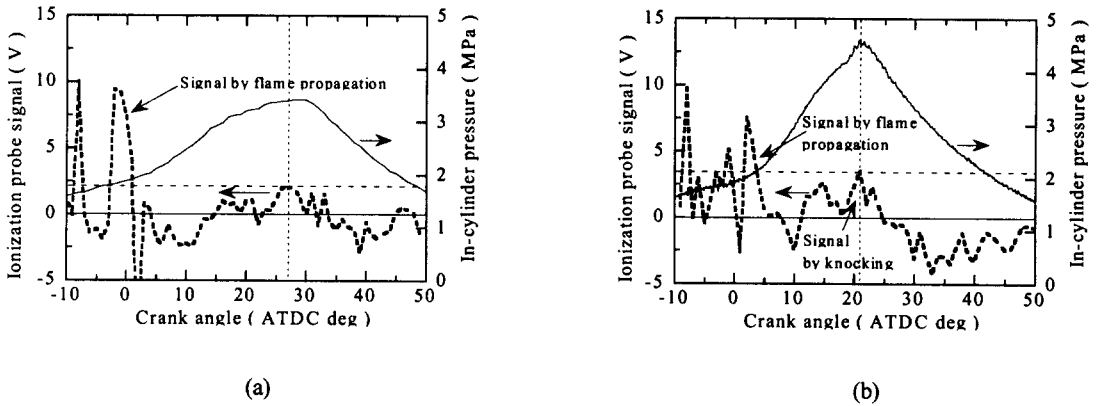 15
10
5
0
-5
Ionization probe signal ( V )
Signal by flame propagation
5
4
3
2
1
0
In-cylinder pressure ( MPa )
-10 0 10 20 30 40 50
Crank angle ( ATDC deg )
(a)
15
10
5
0
-5
Ionization probe signal ( V )
Signal by flame
propagation
Signal
by knocking
5
4
3
2
1
0
In-cylinder pressure ( MPa )
-10 0 10 20 30 40 50
Crank angle ( ATDC deg )
(b)